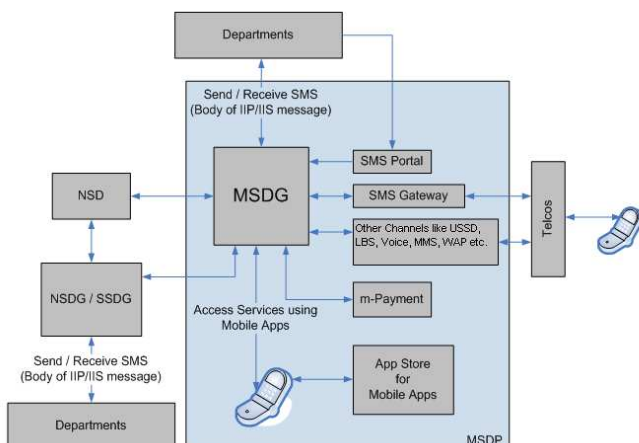 Departments
Send / Receive SMS
(Body of IIP/IIS message)
SMS Portal
MSDG
SMS Gateway
NSD
Other Channels like USSD,
LBS, Voice, MMS, WAP etc.
Telcos
NSDG / SSDG
m-Payment
Access Services using
Mobile Apps
Send / Receive SMS
(Body of IIP/IIS message)
App Store
for
Mobile Apps
Departments
MSDP